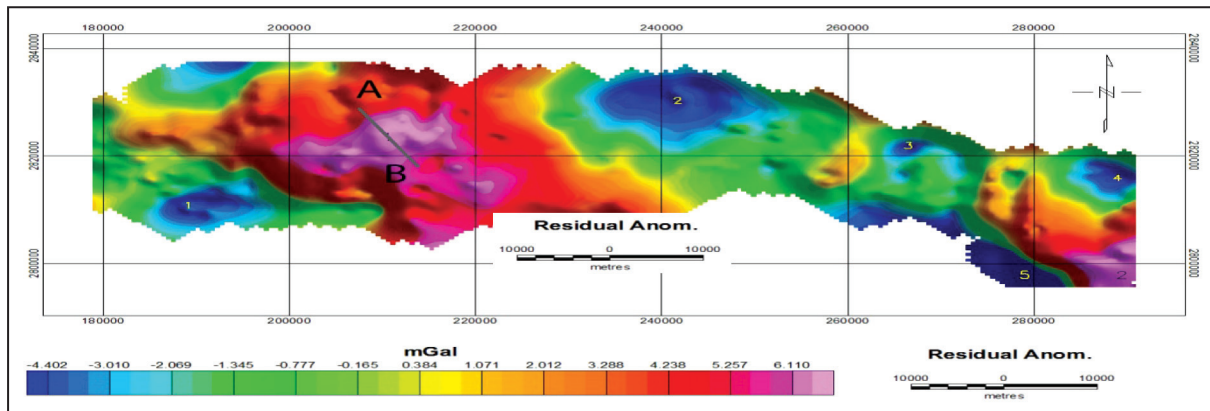 180000 200000 220000 240000 260000 280000
2840000 2840000
A
2
N
B
3
2820000 2820000
4
1
Residual Anom.
10000 0 10000
metres
2800000 5 2 2800000
180000 200000 220000 240000 260000 280000
mGal
-4.402 -3.010 -2.069 -1.345 -0.777 -0.165 0.384 1.071 2.012 3.288 4.238 5.257 6.110
Residual Anom.
10000 0 10000
metres